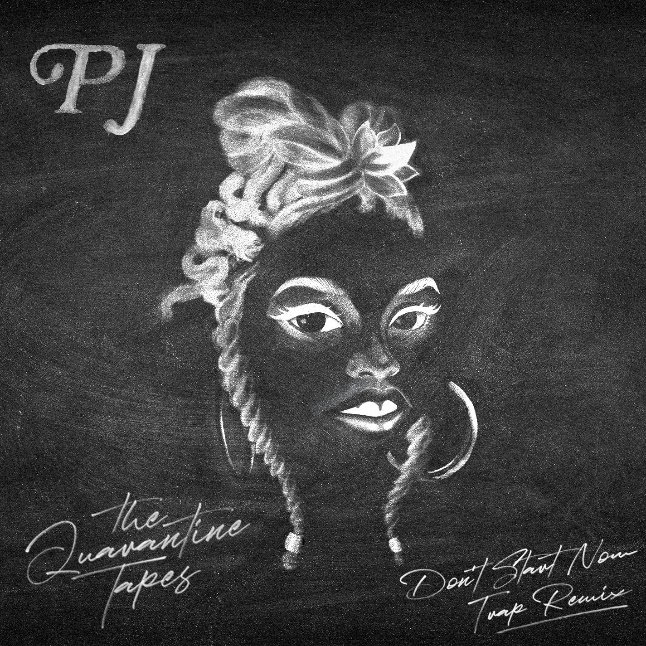 PJ
The
Quarantine
Tapes
Don't Start Now
Trap Remix